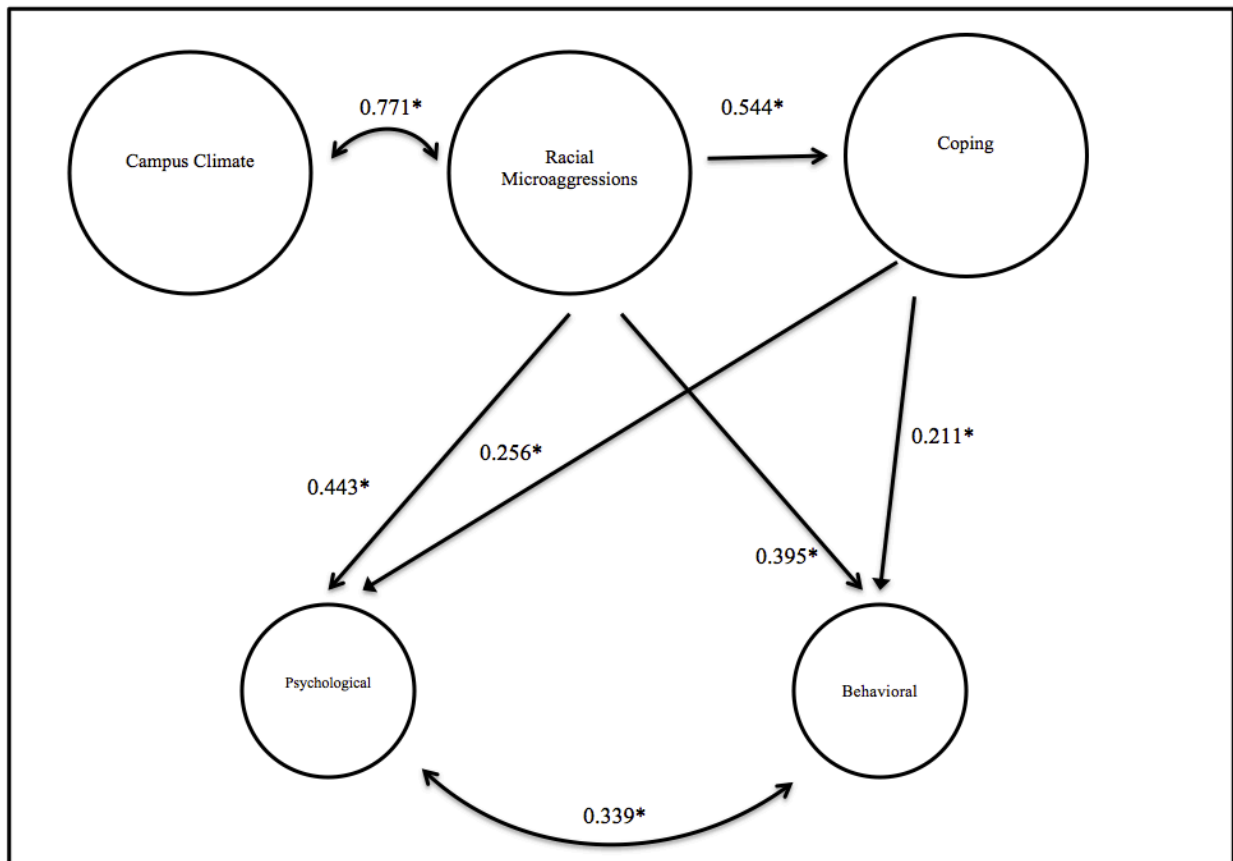 0.771*
0.544*
Campus Climate
Racial
Microaggressions
Coping
0.443*
0.256*
0.395*
0.211*
Psychological
Behavioral
0.339*